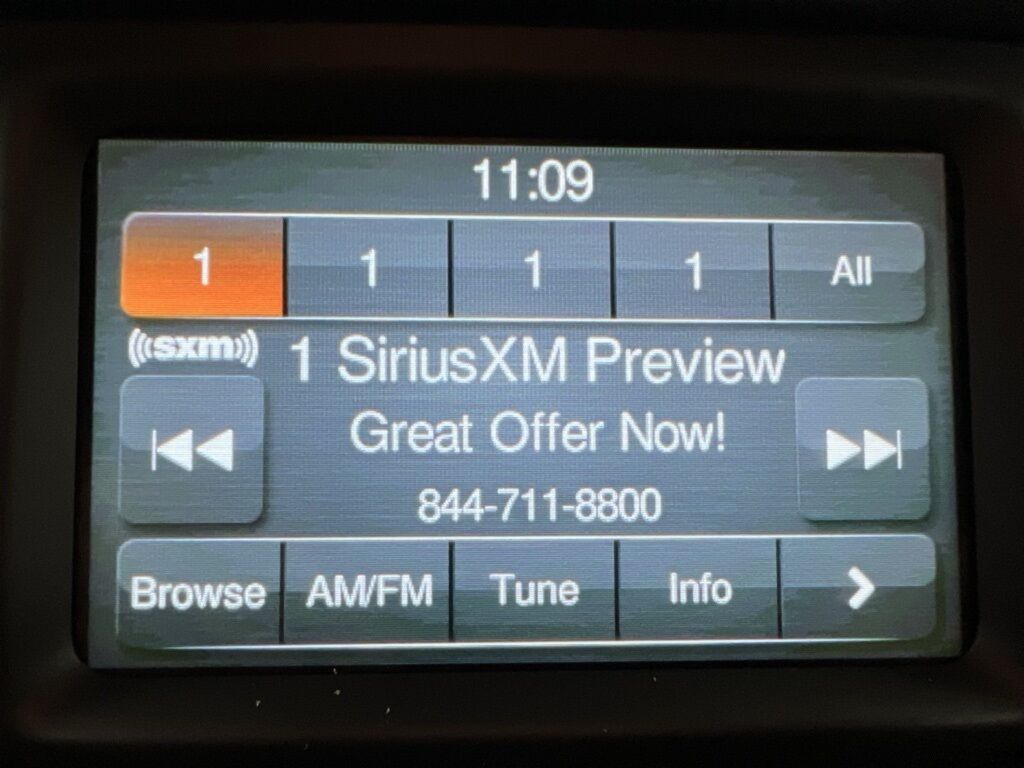 11:09
1 1 1 1 All
((sxm)) 1 SiriusXM Preview
Great Offer Now!
844-711-8800
Browse AM/FM Tune Info >